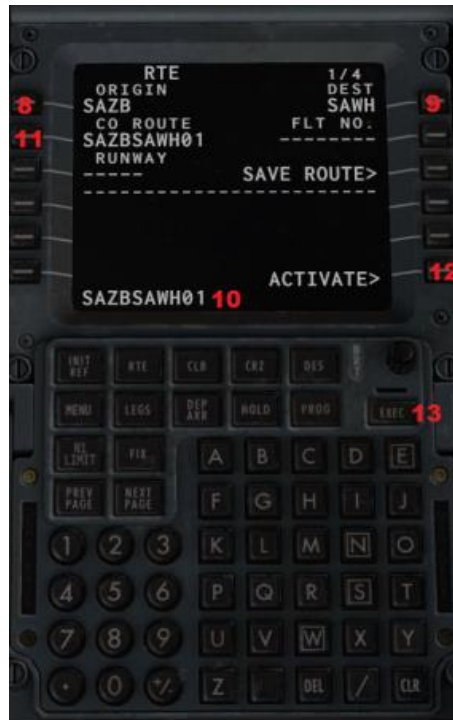 RTE 1/4
ORIGIN DEST
8 SAZB SAWH 9
CO ROUTE FLT NO.
11 SAZBSAWH01 --------
RUNWAY
----- SAVE ROUTE>
-----------------------------
ACTIVATE> 12
SAZBSAWH01 10
INIT REF RTE CLB CRZ DES
MENU LEGS DEP ARR HOLD PROG EXEC 13
N1 LIMIT FIX
A B C D E
PREV PAGE NEXT PAGE F G H I J
1 2 3 K L M N O
4 5 6 P Q R S T
7 8 9 U V W X Y
. 0 +/- Z DEL / CLR